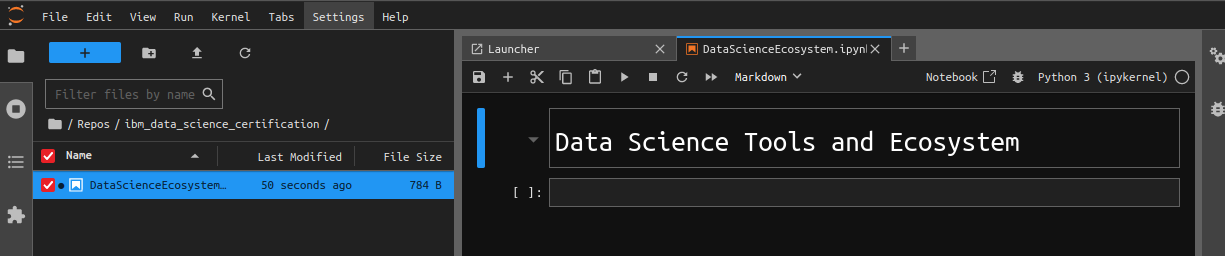 File Edit View Run Kernel Tabs Settings Help
Launcher DataScienceEcosystem.ipynb
Markdown Notebook Python 3 (ipykernel)
Filter files by name
/ Repos / ibm_data_science_certification /
Name Last Modified File Size
DataScienceEcosystem… 50 seconds ago 784 B
Data Science Tools and Ecosystem
[ ]: